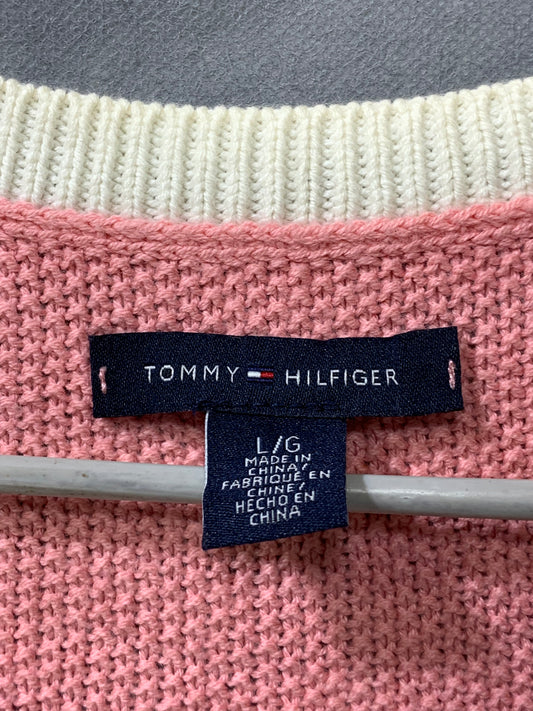 TOMMY HILFIGER
L/G
MADE IN
CHINA/
FABRIQUÉ EN
CHINE/
HECHO EN
CHINA